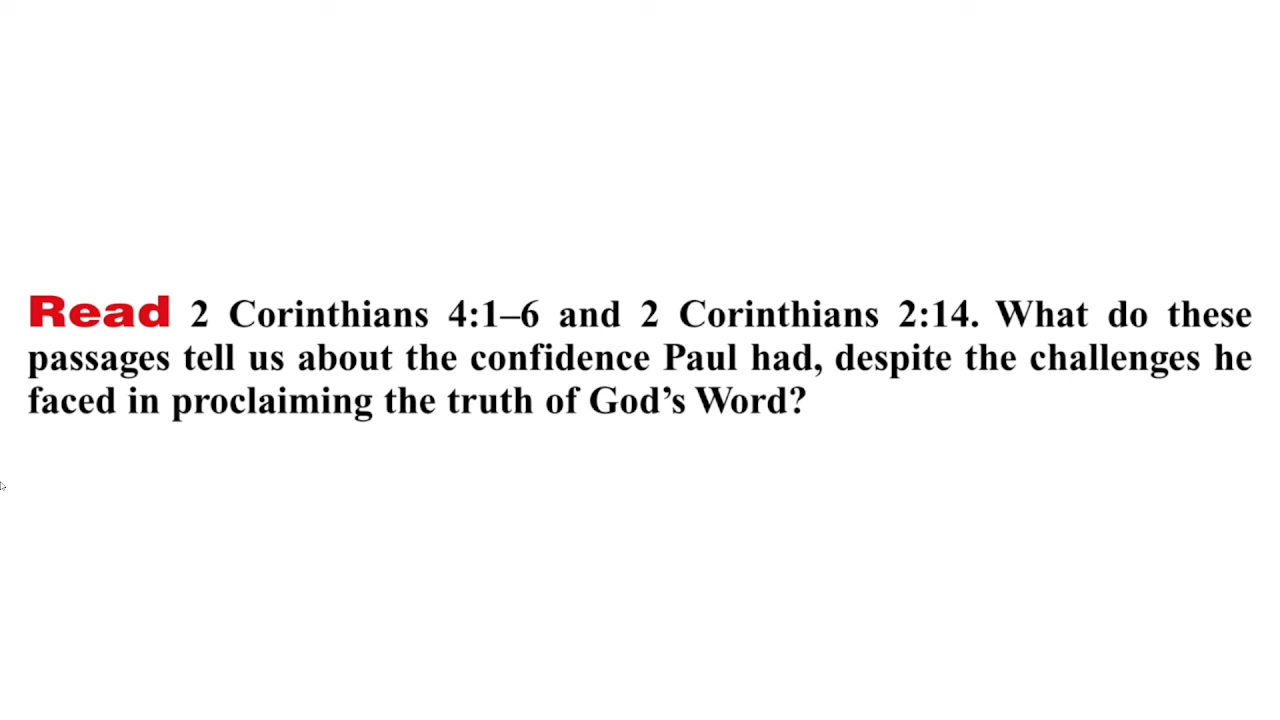 Read 2 Corinthians 4:1–6 and 2 Corinthians 2:14. What do these
passages tell us about the confidence Paul had, despite the challenges he
faced in proclaiming the truth of God’s Word?